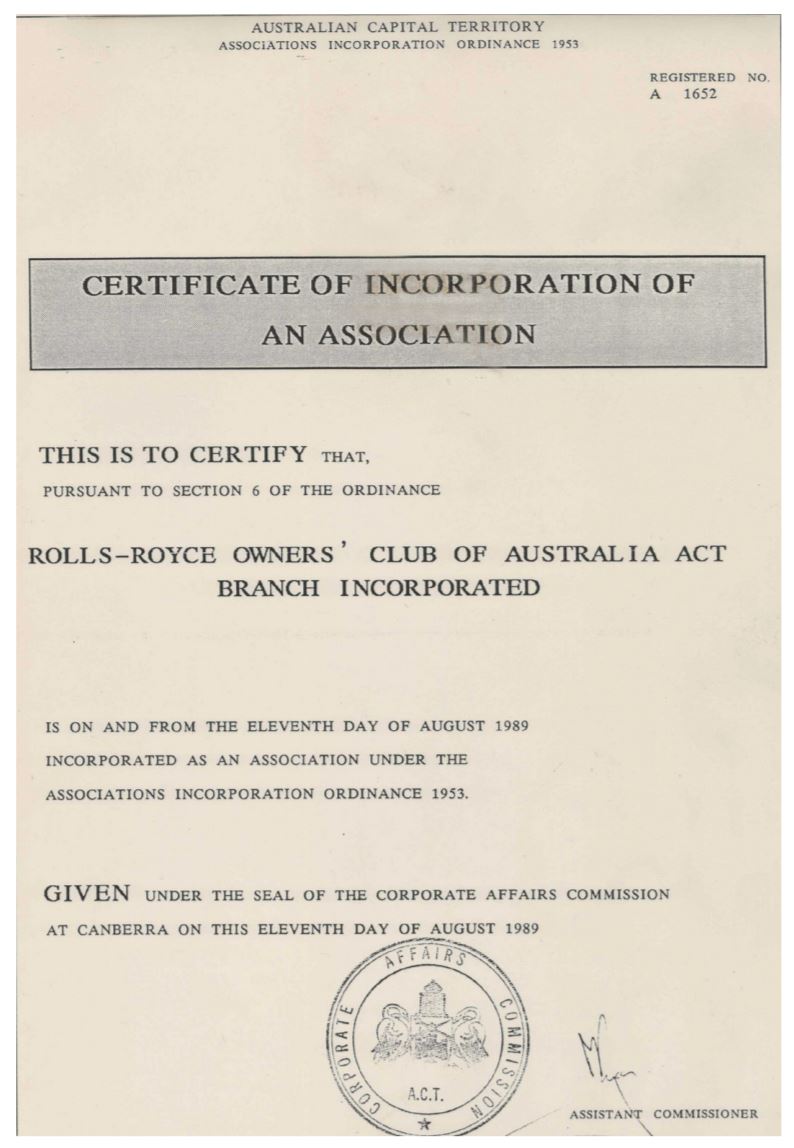 AUSTRALIAN CAPITAL TERRITORY
ASSOCIATIONS INCORPORATION ORDINANCE 1953
REGISTERED NO.
A 1652
CERTIFICATE OF INCORPORATION OF
AN ASSOCIATION
THIS IS TO CERTIFY THAT,
PURSUANT TO SECTION 6 OF THE ORDINANCE
ROLLS-ROYCE OWNERS' CLUB OF AUSTRALIA ACT
BRANCH INCORPORATED
IS ON AND FROM THE ELEVENTH DAY OF AUGUST 1989
INCORPORATED AS AN ASSOCIATION UNDER THE
ASSOCIATIONS INCORPORATION ORDINANCE 1953.
GIVEN UNDER THE SEAL OF THE CORPORATE AFFAIRS COMMISSION
AT CANBERRA ON THIS ELEVENTH DAY OF AUGUST 1989
CORPORATE AFFAIRS COMMISSION
A.C.T.
ASSISTANT COMMISSIONER